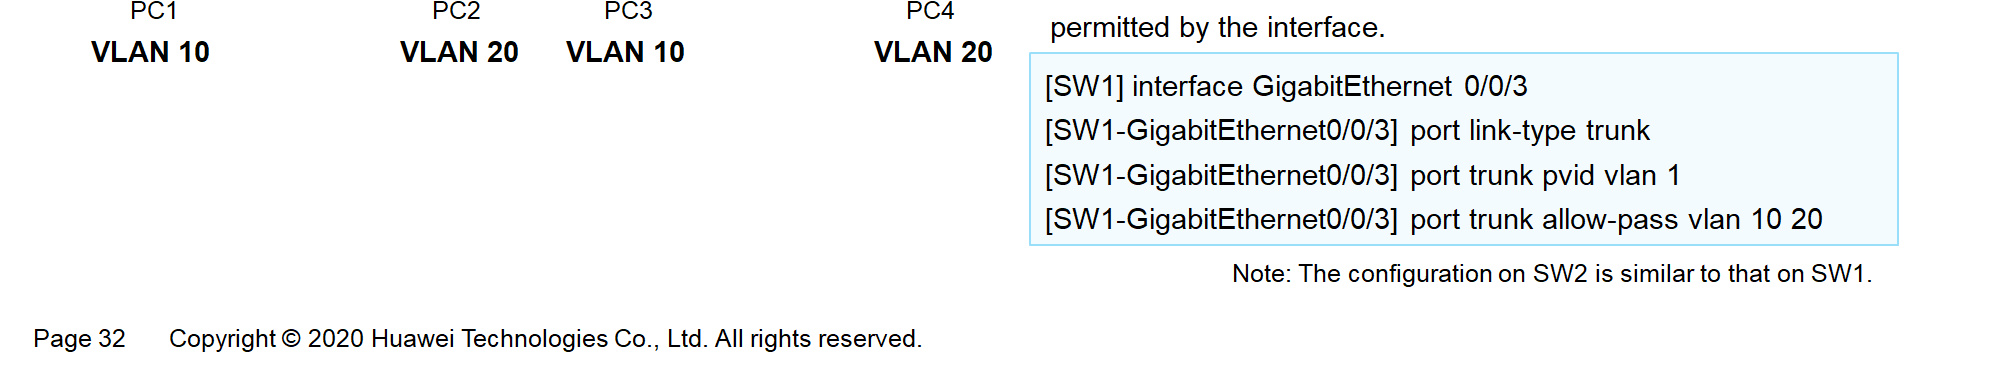 PC1 PC2 PC3 PC4
VLAN 10 VLAN 20 VLAN 10 VLAN 20
permitted by the interface.
[SW1] interface GigabitEthernet 0/0/3
[SW1-GigabitEthernet0/0/3] port link-type trunk
[SW1-GigabitEthernet0/0/3] port trunk pvid vlan 1
[SW1-GigabitEthernet0/0/3] port trunk allow-pass vlan 10 20
Note: The configuration on SW2 is similar to that on SW1.
Page 32 Copyright © 2020 Huawei Technologies Co., Ltd. All rights reserved.